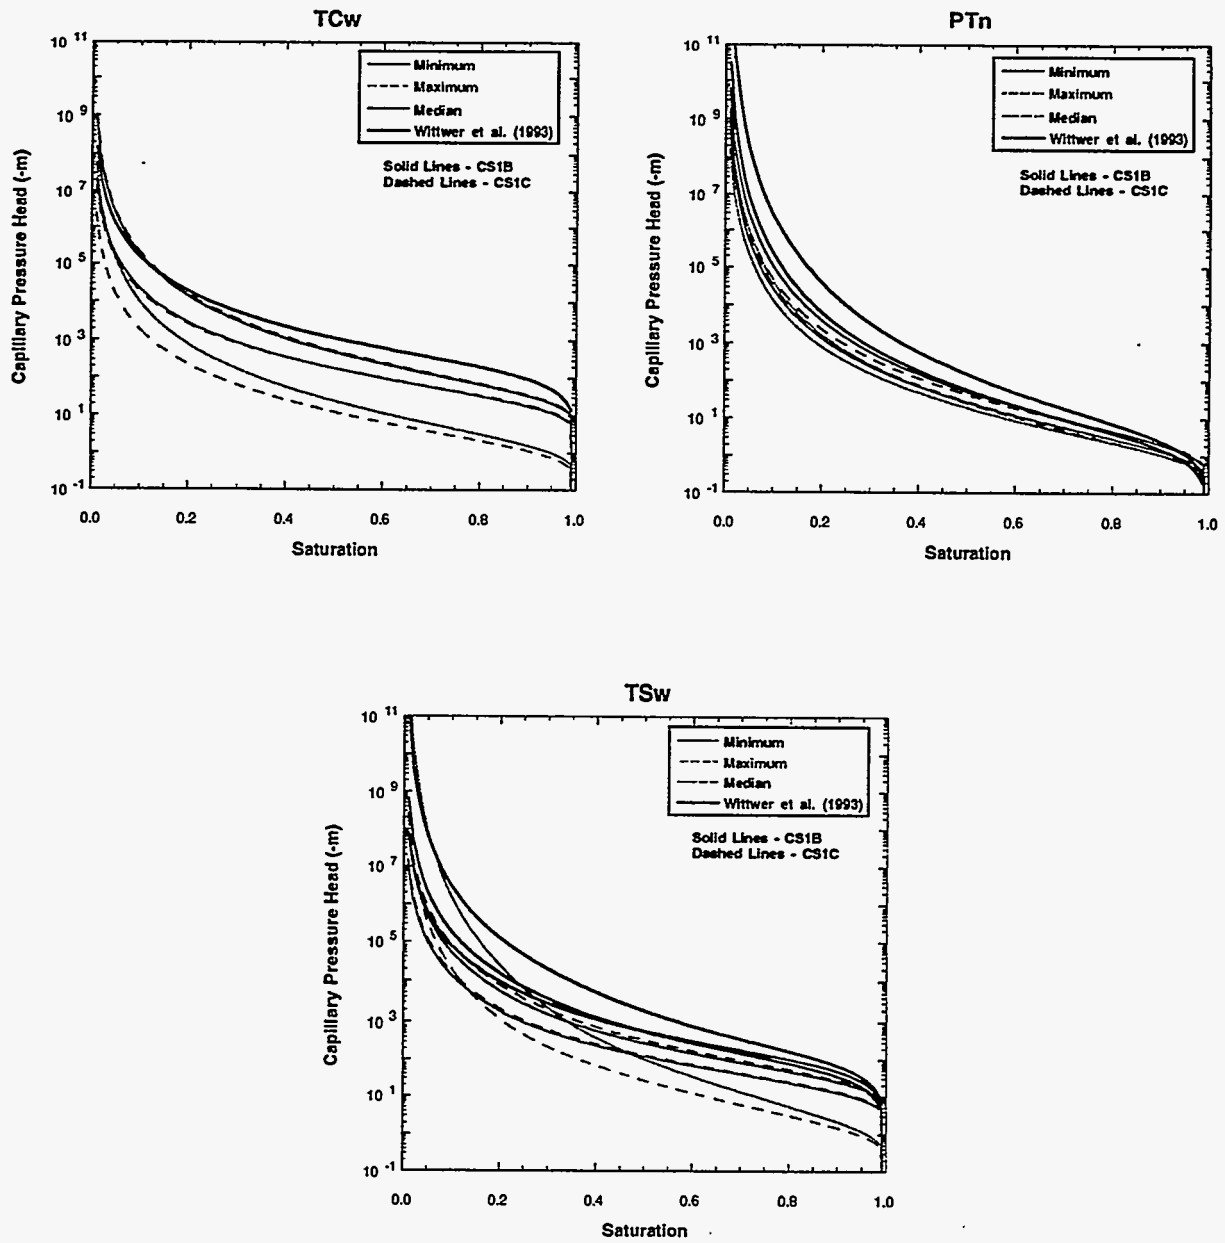 TCw
10 11
10 9
10 7
10 5
10 3
10 1
10 -1
Capillary Pressure Head (-m)
Minimum
Maximum
Median
Wittwer et al. (1993)
Solid Lines - CS1B
Dashed Lines - CS1C
0.0 0.2 0.4 0.6 0.8 1.0
Saturation
PTn
10 11
10 9
10 7
10 5
10 3
10 1
10 -1
Capillary Pressure Head (-m)
Minimum
Maximum
Median
Wittwer et al. (1993)
Solid Lines - CS1B
Dashed Lines - CS1C
0.0 0.2 0.4 0.6 0.8 1.0
Saturation
TSw
10 11
10 9
10 7
10 5
10 3
10 1
10 -1
Capillary Pressure Head (-m)
Minimum
Maximum
Median
Wittwer et al. (1993)
Solid Lines - CS1B
Dashed Lines - CS1C
0.0 0.2 0.4 0.6 0.8 1.0
Saturation